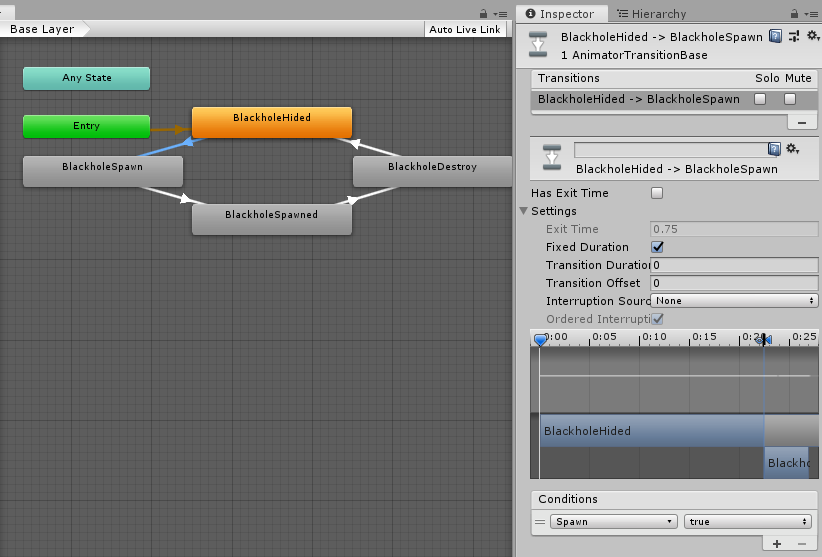 Base Layer
Auto Live Link
Any State
Entry
BlackholeHided
BlackholeSpawn
BlackholeDestroy
BlackholeSpawned
Inspector
Hierarchy
BlackholeHided -> BlackholeSpawn
1 AnimatorTransitionBase
Transitions Solo Mute
BlackholeHided -> BlackholeSpawn
BlackholeHided -> BlackholeSpawn
Has Exit Time
Settings
Exit Time 0.75
Fixed Duration
Transition Duration 0
Transition Offset 0
Interruption Sourc None
Ordered Interrupti
0:00 0:05 0:10 0:15 0:20 0:25
BlackholeHided
Blackho
Conditions
Spawn true